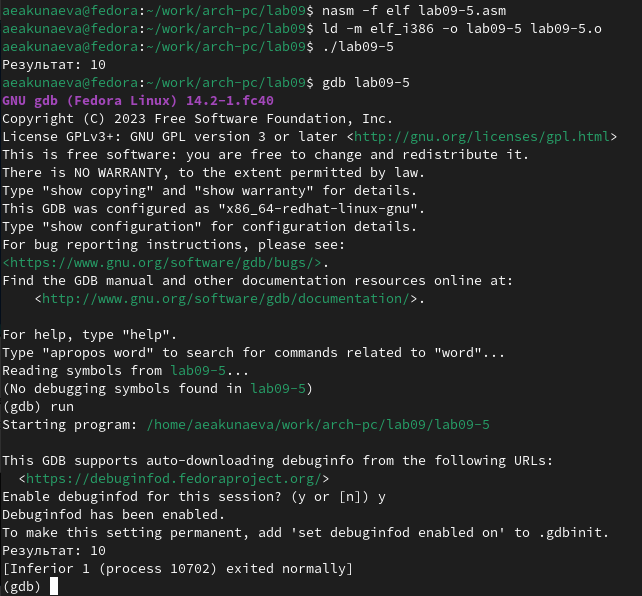 aeakunaeva@fedora:~/work/arch-pc/lab09$ nasm -f elf lab09-5.asm
aeakunaeva@fedora:~/work/arch-pc/lab09$ ld -m elf_i386 -o lab09-5 lab09-5.o
aeakunaeva@fedora:~/work/arch-pc/lab09$ ./lab09-5
Результат: 10
aeakunaeva@fedora:~/work/arch-pc/lab09$ gdb lab09-5
GNU gdb (Fedora Linux) 14.2-1.fc40
Copyright (C) 2023 Free Software Foundation, Inc.
License GPLv3+: GNU GPL version 3 or later <http://gnu.org/licenses/gpl.html>
This is free software: you are free to change and redistribute it.
There is NO WARRANTY, to the extent permitted by law.
Type "show copying" and "show warranty" for details.
This GDB was configured as "x86_64-redhat-linux-gnu".
Type "show configuration" for configuration details.
For bug reporting instructions, please see:
<https://www.gnu.org/software/gdb/bugs/>.
Find the GDB manual and other documentation resources online at:
    <http://www.gnu.org/software/gdb/documentation/>.

For help, type "help".
Type "apropos word" to search for commands related to "word"...
Reading symbols from lab09-5...
(No debugging symbols found in lab09-5)
(gdb) run
Starting program: /home/aeakunaeva/work/arch-pc/lab09/lab09-5

This GDB supports auto-downloading debuginfo from the following URLs:
  <https://debuginfod.fedoraproject.org/>
Enable debuginfod for this session? (y or [n]) y
Debuginfod has been enabled.
To make this setting permanent, add 'set debuginfod enabled on' to .gdbinit.
Результат: 10
[Inferior 1 (process 10702) exited normally]
(gdb)